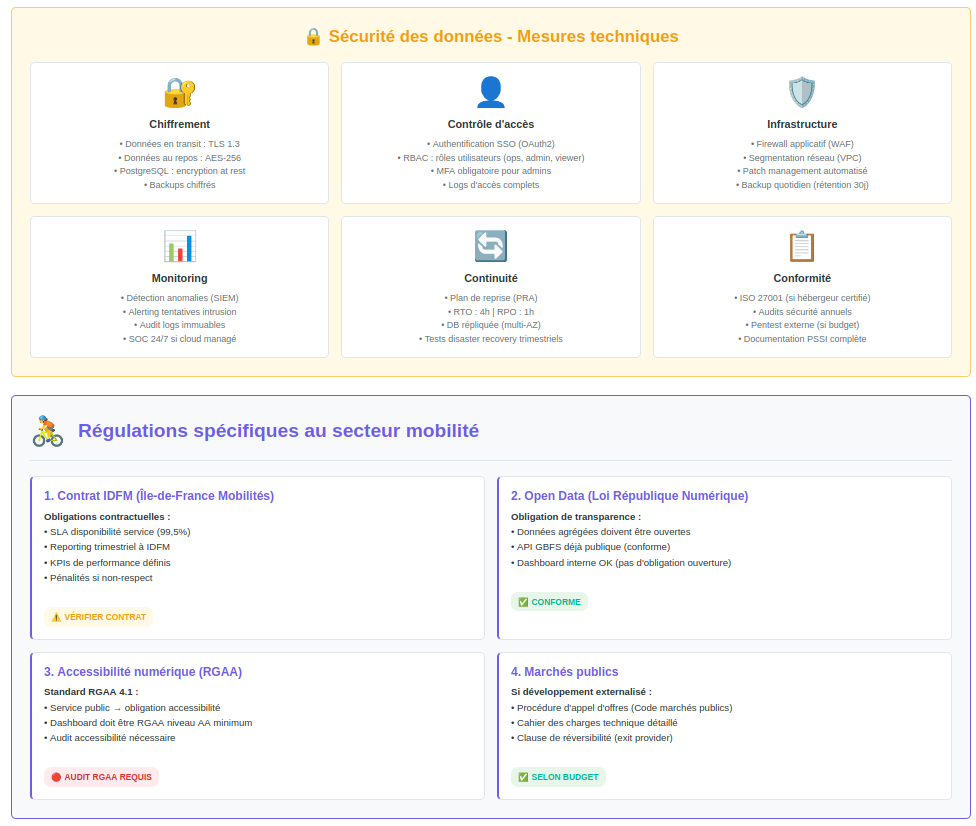 🔒 Sécurité des données - Mesures techniques
Chiffrement
• Données en transit : TLS 1.3
• Données au repos : AES-256
• PostgreSQL : encryption at rest
• Backups chiffrés
Contrôle d'accès
• Authentification SSO (OAuth2)
• RBAC : rôles utilisateurs (ops, admin, viewer)
• MFA obligatoire pour admins
• Logs d'accès complets
Infrastructure
• Firewall applicatif (WAF)
• Segmentation réseau (VPC)
• Patch management automatisé
• Backup quotidien (rétention 30j)
Monitoring
• Détection anomalies (SIEM)
• Alerting tentatives intrusion
• Audit logs immuables
• SOC 24/7 si cloud managé
Continuité
• Plan de reprise (PRA)
• RTO : 4h | RPO : 1h
• DB répliquée (multi-AZ)
• Tests disaster recovery trimestriels
Conformité
• ISO 27001 (si hébergeur certifié)
• Audits sécurité annuels
• Pentest externe (si budget)
• Documentation PSSI complète
Régulations spécifiques au secteur mobilité
1. Contrat IDFM (Île-de-France Mobilités)
Obligations contractuelles :
• SLA disponibilité service (99,5%)
• Reporting trimestriel à IDFM
• KPIs de performance définis
• Pénalités si non-respect
⚠️ VÉRIFIER CONTRAT
2. Open Data (Loi République Numérique)
Obligation de transparence :
• Données agrégées doivent être ouvertes
• API GBFS déjà publique (conforme)
• Dashboard interne OK (pas d'obligation ouverture)
✅ CONFORME
3. Accessibilité numérique (RGAA)
Standard RGAA 4.1 :
• Service public → obligation accessibilité
• Dashboard doit être RGAA niveau AA minimum
• Audit accessibilité nécessaire
🔴 AUDIT RGAA REQUIS
4. Marchés publics
Si développement externalisé :
• Procédure d'appel d'offres (Code marchés publics)
• Cahier des charges technique détaillé
• Clause de réversibilité (exit provider)
✅ SELON BUDGET